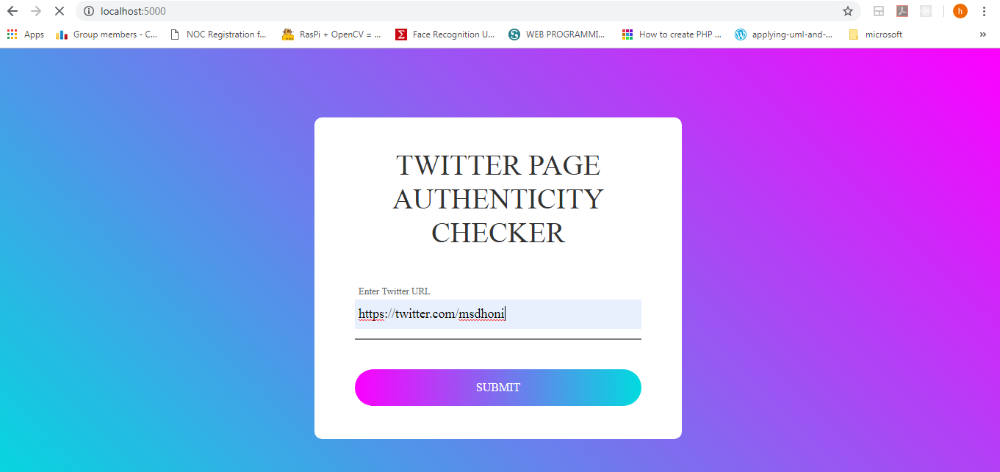 localhost:5000
h
Apps Group members - C... NOC Registration f... RasPi + OpenCV = ... Face Recognition U... WEB PROGRAMMI... How to create PHP ... applying-uml-and-... microsoft »
TWITTER PAGE
AUTHENTICITY
CHECKER
Enter Twitter URL
https://twitter.com/msdhoni
SUBMIT